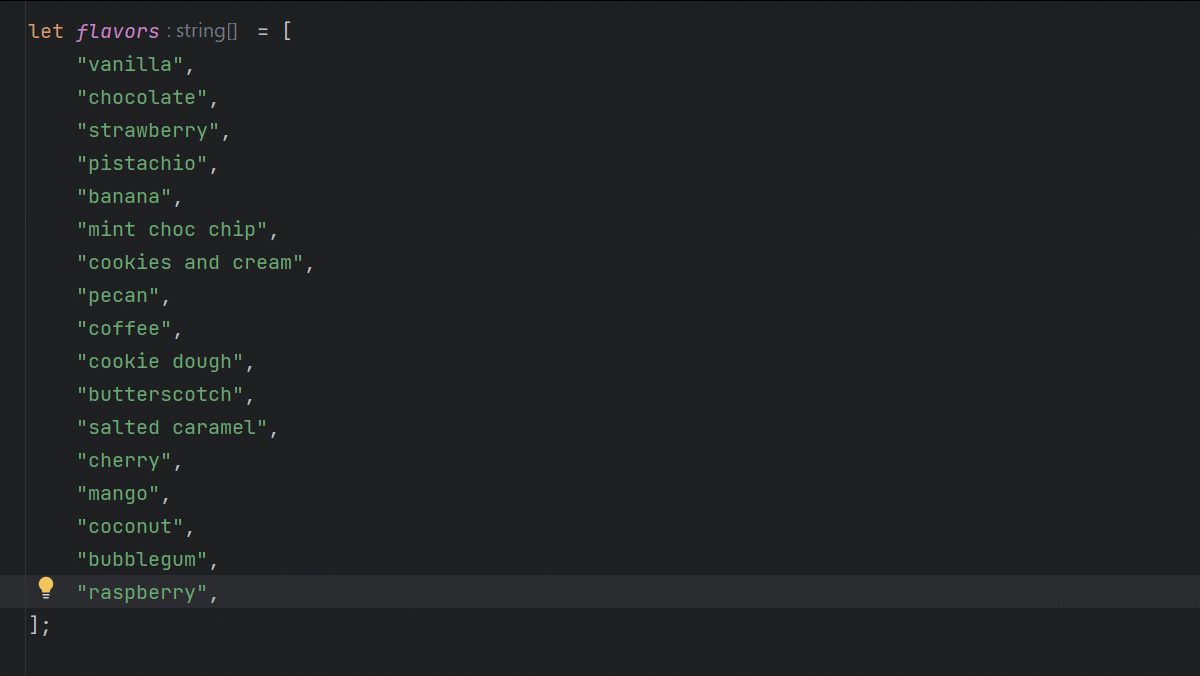 let flavors : string[] = [
    "vanilla",
    "chocolate",
    "strawberry",
    "pistachio",
    "banana",
    "mint choc chip",
    "cookies and cream",
    "pecan",
    "coffee",
    "cookie dough",
    "butterscotch",
    "salted caramel",
    "cherry",
    "mango",
    "coconut",
    "bubblegum",
    "raspberry",
];